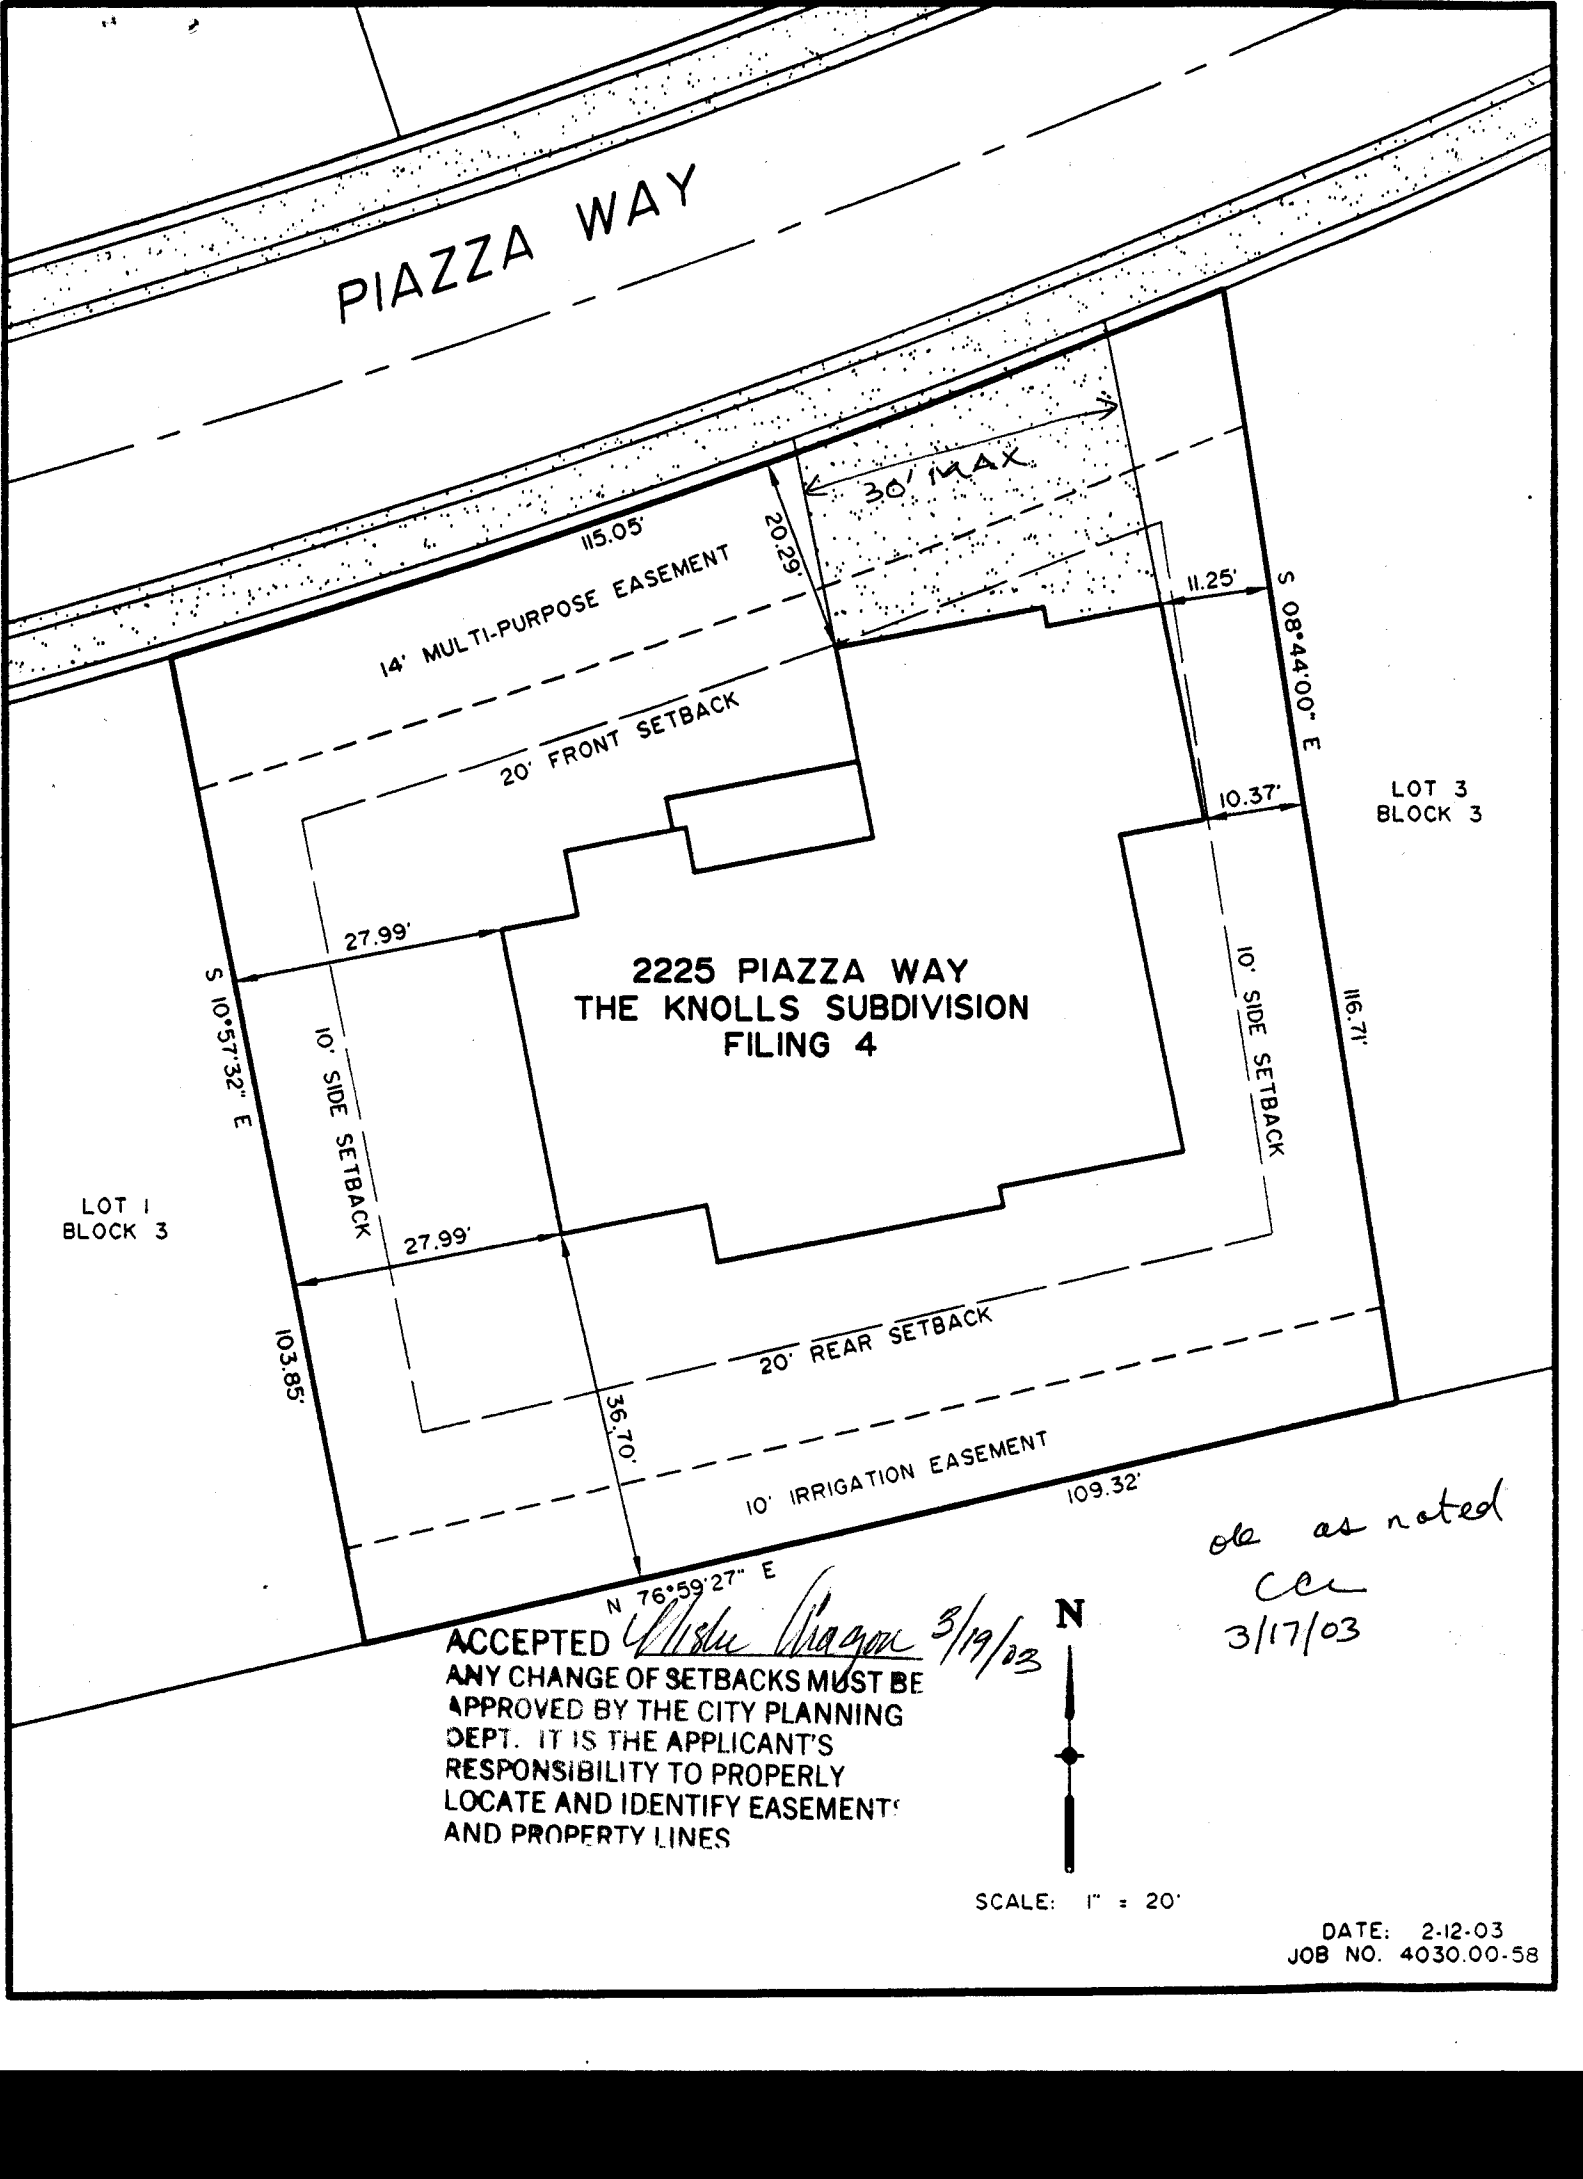 PIAZZA WAY
30' MAX
115.05'
20.29'
14' MULTI-PURPOSE EASEMENT
11.25'
S 08°44'00" E
20' FRONT SETBACK
10.37'
LOT 3
BLOCK 3
27.99'
S 10°57'32" E
10' SIDE SETBACK
2225 PIAZZA WAY
THE KNOLLS SUBDIVISION
FILING 4
10' SIDE SETBACK
116.71'
LOT 1
BLOCK 3
27.99'
103.85'
20' REAR SETBACK
36.70'
10' IRRIGATION EASEMENT
109.32'
N 76°59'27" E
ok as noted
3/17/03
ACCEPTED 3/19/03
ANY CHANGE OF SETBACKS MUST BE
APPROVED BY THE CITY PLANNING
DEPT. IT IS THE APPLICANT'S
RESPONSIBILITY TO PROPERLY
LOCATE AND IDENTIFY EASEMENTS
AND PROPERTY LINES
N
SCALE: 1" = 20'
DATE: 2-12-03
JOB NO. 4030.00-58